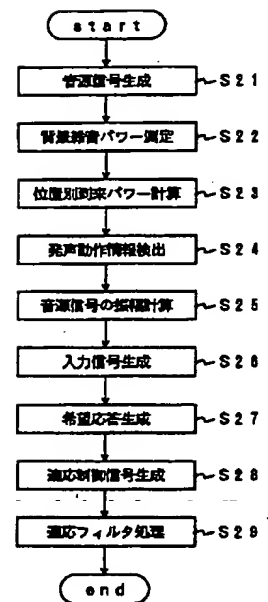 start
音源信号生成 S21
背景雑音パワー測定 S22
位置別到来パワー計算 S23
発声動作情報検出 S24
音源信号の振幅計算 S25
入力信号生成 S26
希望応答生成 S27
適応制御信号生成 S28
適応フィルタ処理 S29
end